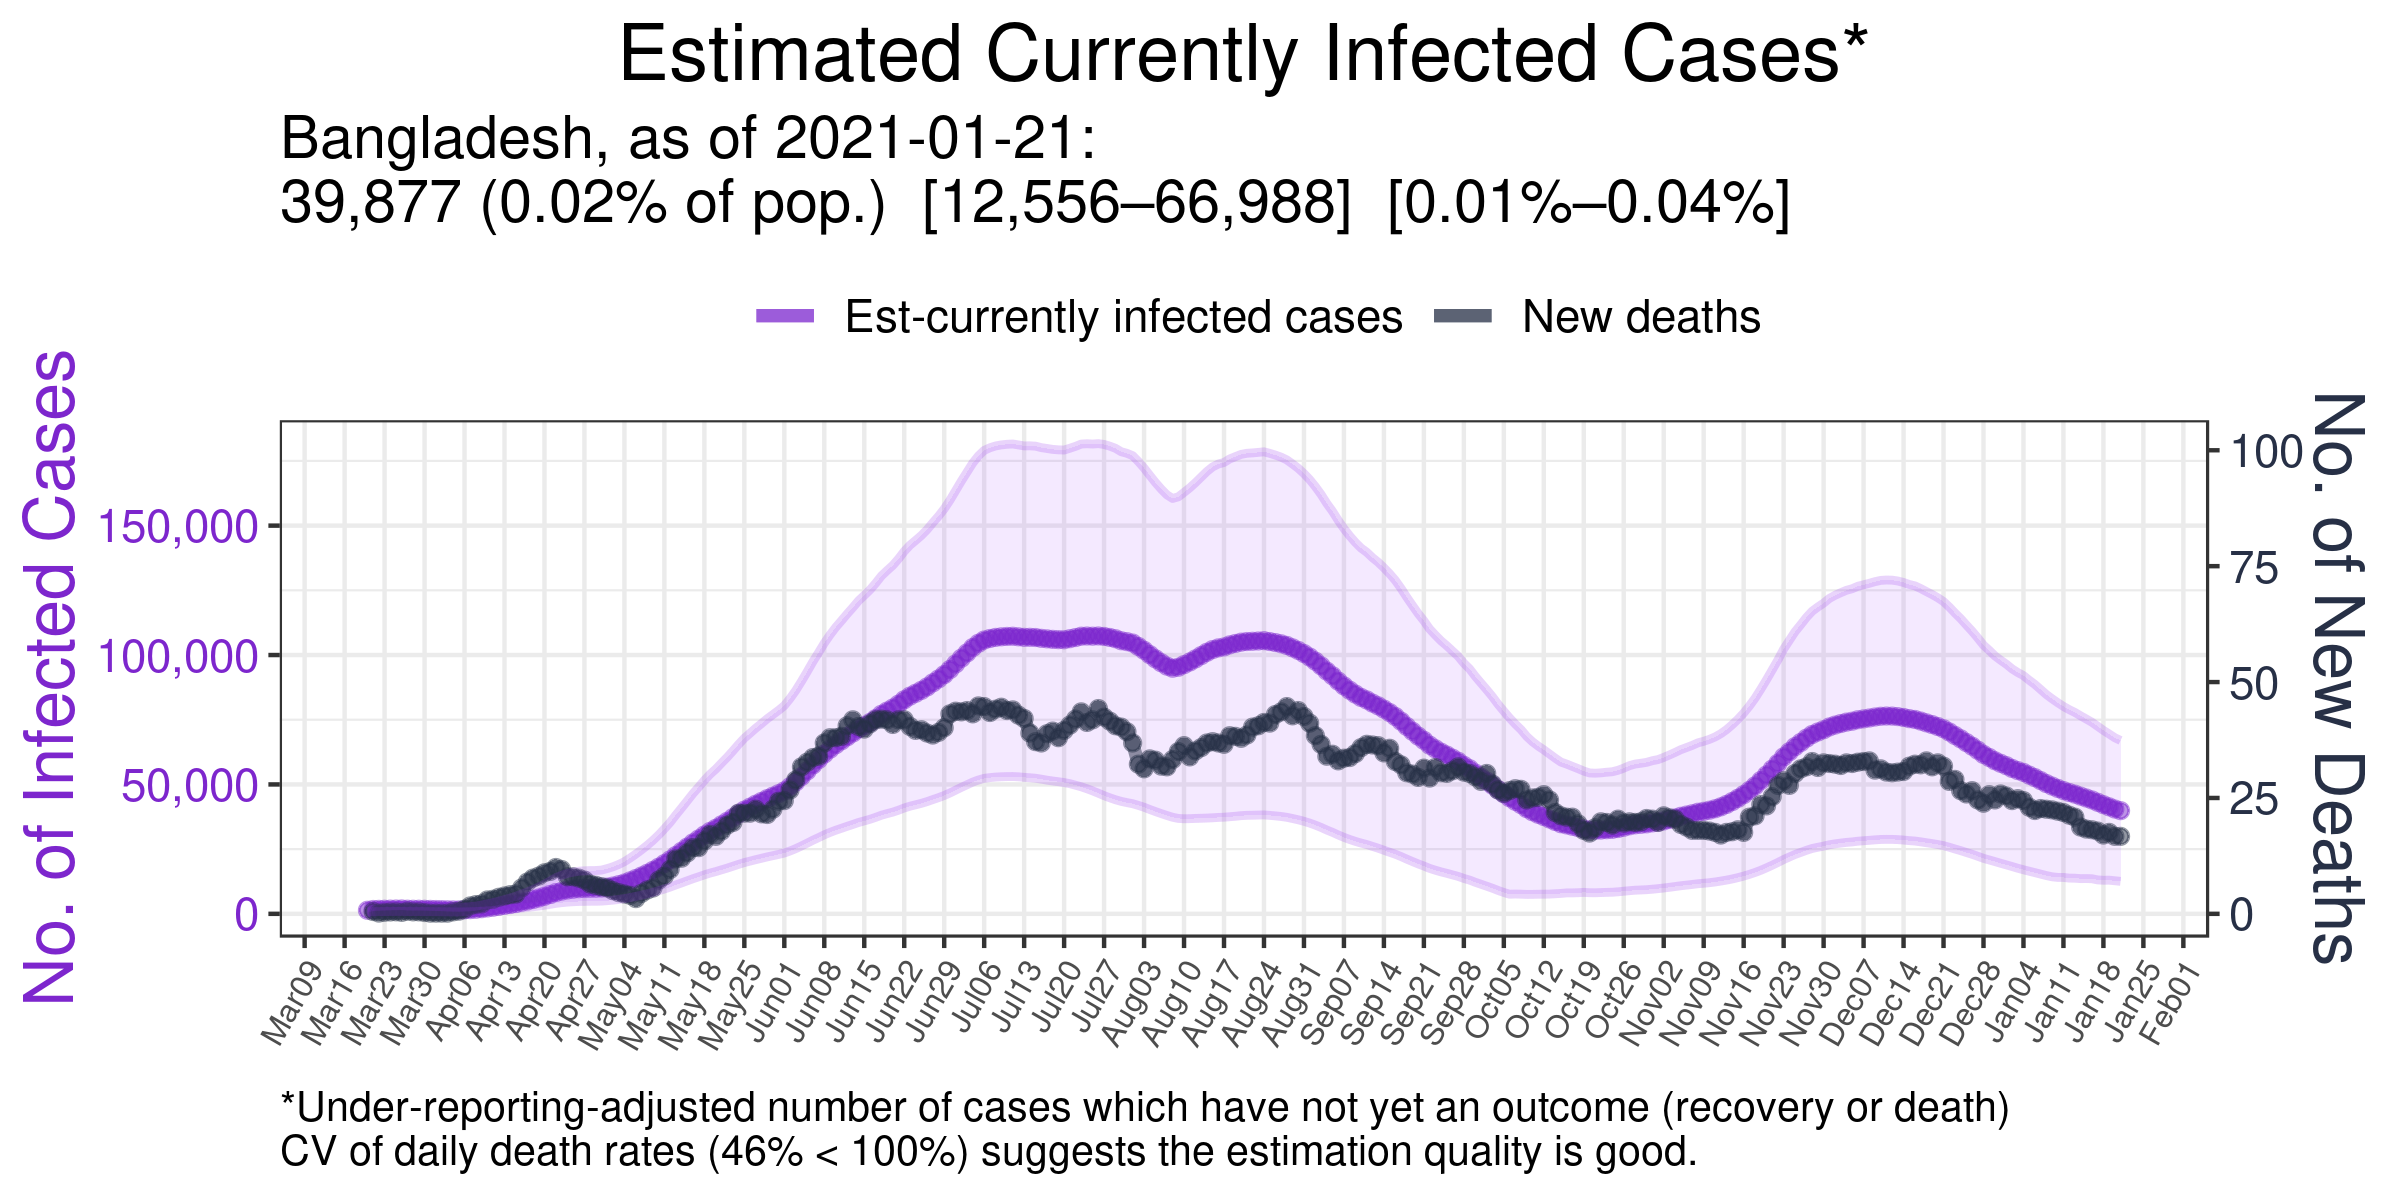 Estimated Currently Infected Cases*
Bangladesh, as of 2021-01-21:
39,877 (0.02% of pop.)  [12,556–66,988]  [0.01%–0.04%]
Est-currently infected cases
New deaths
No. of Infected Cases
150,000
100,000
50,000
0
100
75
50
25
0
No. of New Deaths
Mar09
Mar16
Mar23
Mar30
Apr06
Apr13
Apr20
Apr27
May04
May11
May18
May25
Jun01
Jun08
Jun15
Jun22
Jun29
Jul06
Jul13
Jul20
Jul27
Aug03
Aug10
Aug17
Aug24
Aug31
Sep07
Sep14
Sep21
Sep28
Oct05
Oct12
Oct19
Oct26
Nov02
Nov09
Nov16
Nov23
Nov30
Dec07
Dec14
Dec21
Dec28
Jan04
Jan11
Jan18
Jan25
Feb01
*Under-reporting-adjusted number of cases which have not yet an outcome (recovery or death)
CV of daily death rates (46% < 100%) suggests the estimation quality is good.